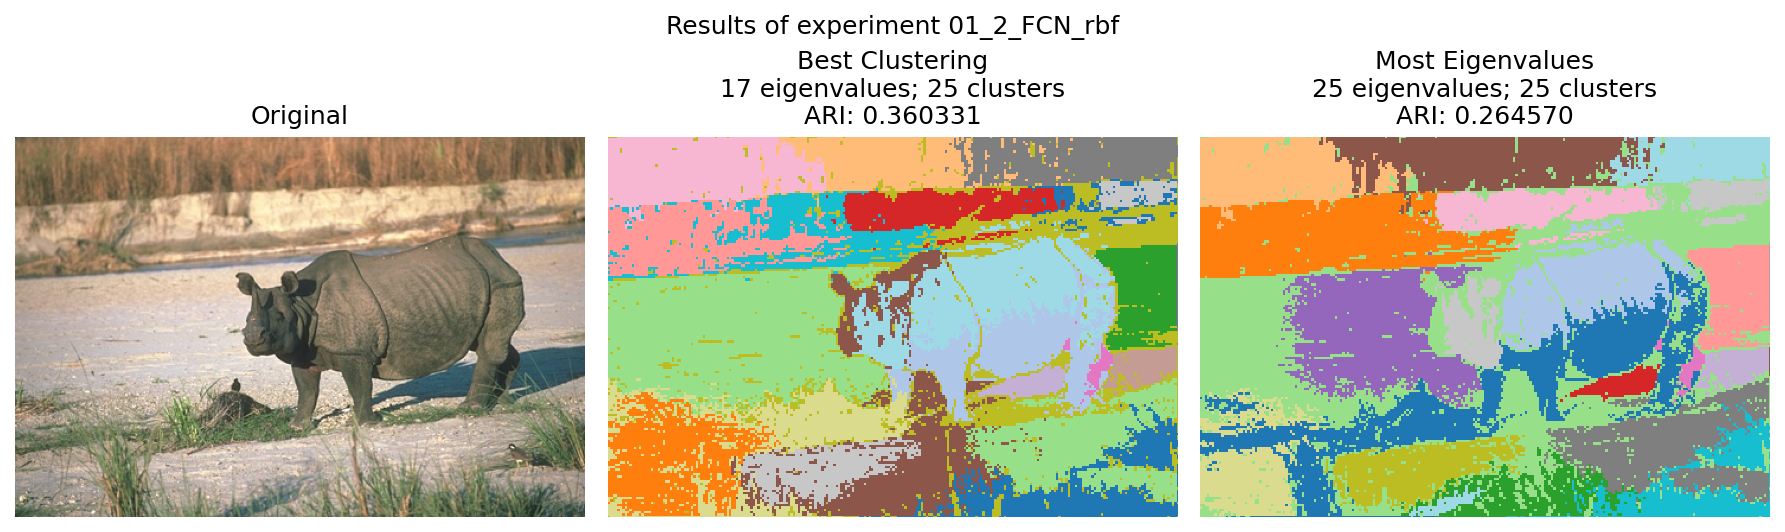 Results of experiment 01_2_FCN_rbf
Original
Best Clustering
17 eigenvalues; 25 clusters
ARI: 0.360331
Most Eigenvalues
25 eigenvalues; 25 clusters
ARI: 0.264570